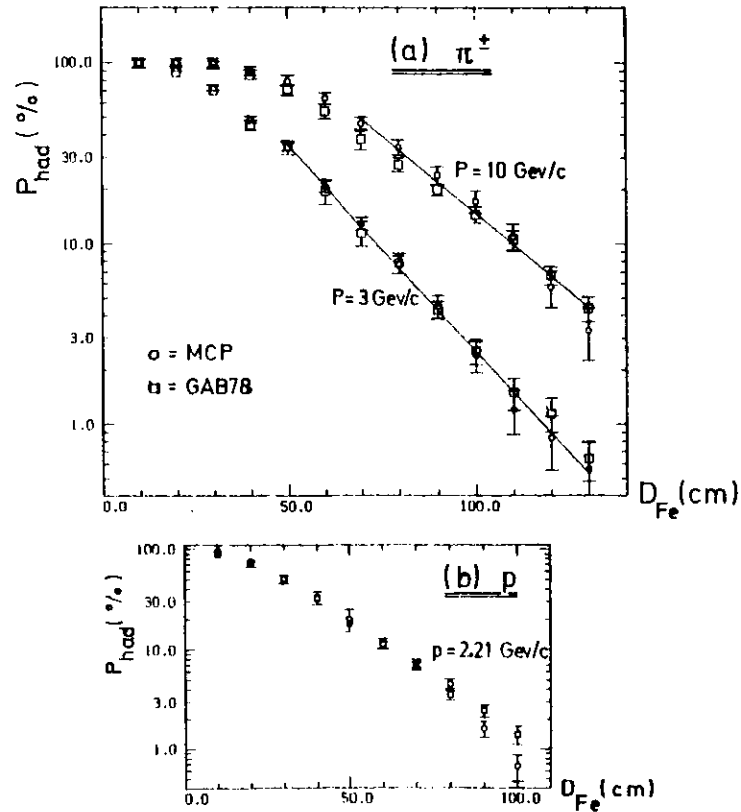 (a) π±
P_had (%)
100.0
30.0
10.0
3.0
1.0
P = 10 Gev/c
P = 3 Gev/c
o = MCP
□ = GAB78
0.0 50.0 100.0 D_Fe (cm)
(b) p
P_had (%)
100.0
30.0
10.0
3.0
1.0
p = 2.21 Gev/c
0.0 50.0 100.0 D_Fe (cm)